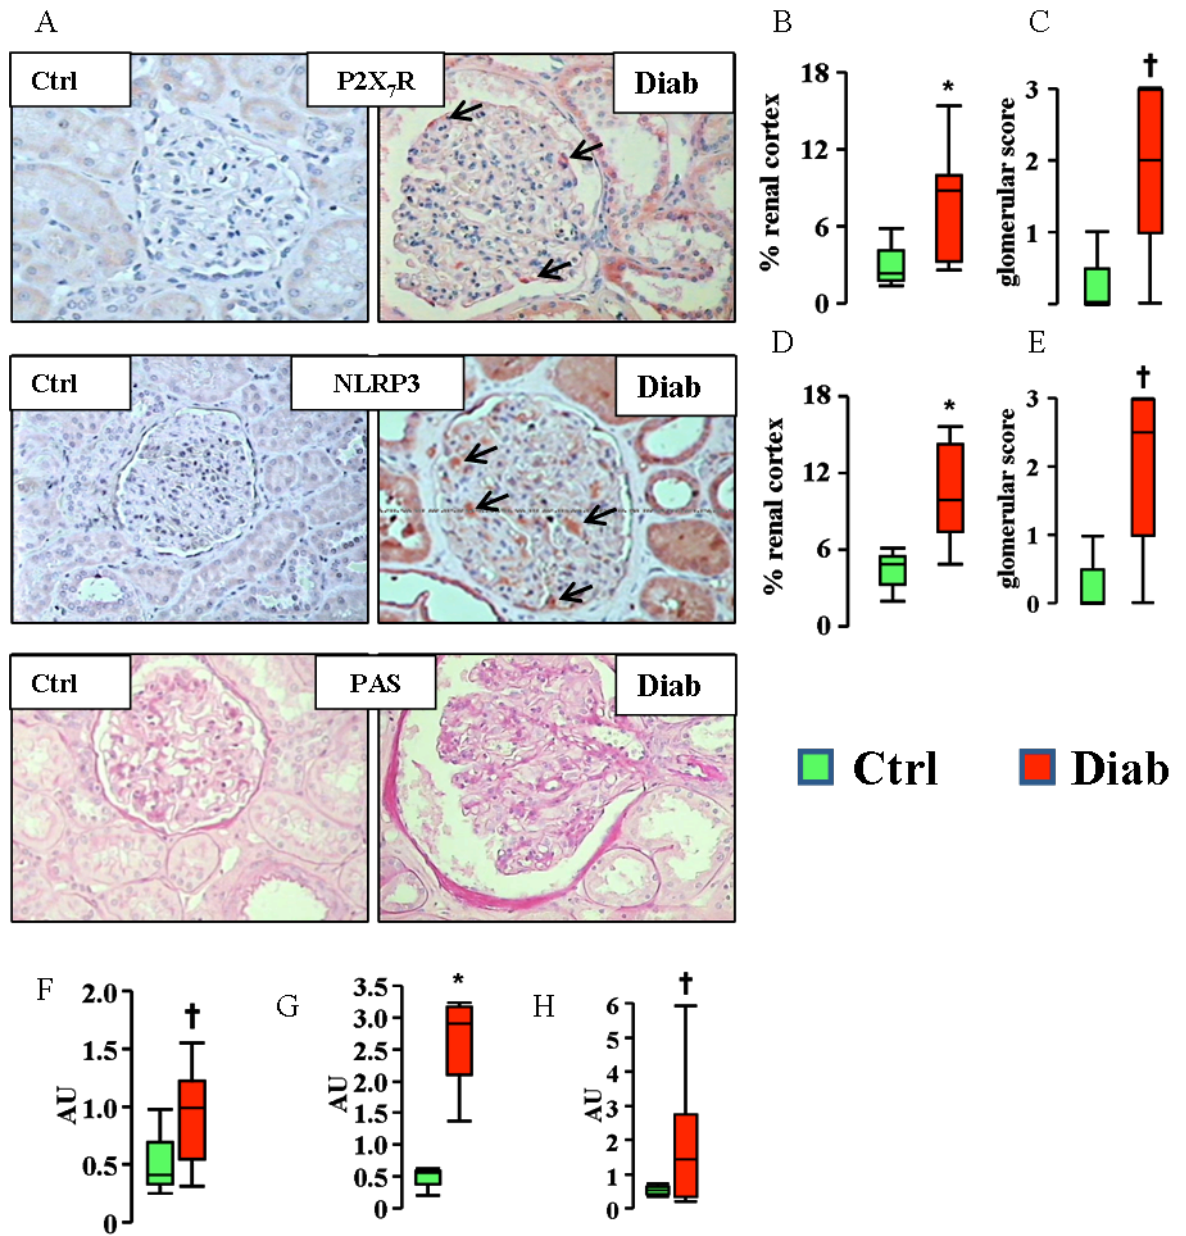 A
B
C
Ctrl
P2X₇R
Diab
18
12
6
0
% renal cortex
*
3
2
1
glomerular score
†
D
E
Ctrl
NLRP3
Diab
18
12
6
0
% renal cortex
*
3
2
1
0
glomerular score
†
Ctrl
PAS
Diab
Ctrl
Diab
F
G
H
2.0
1.5
1.0
0.5
0
AU
†
3.5
3.0
2.5
2.0
1.5
1.0
0.5
0
AU
*
6
5
4
3
2
1
0
AU
†